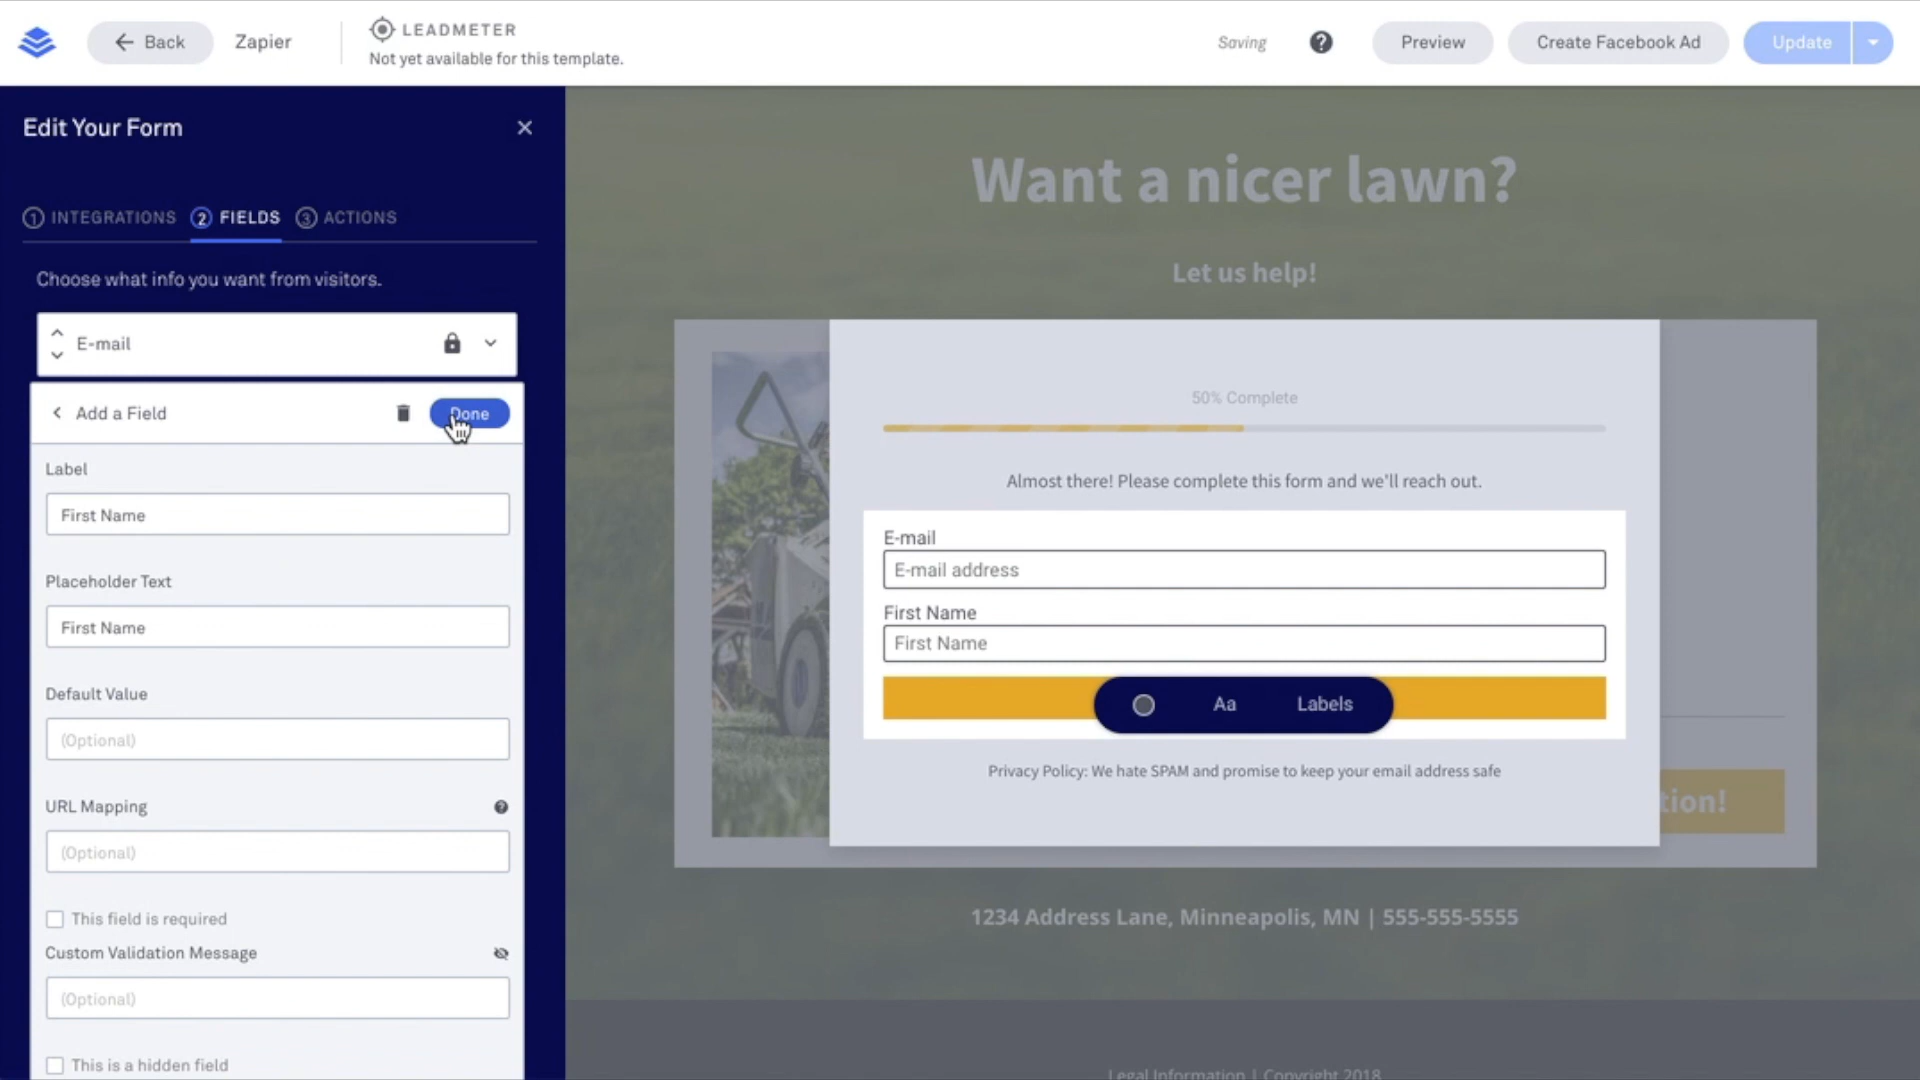 Back
Zapier
LEADMETER
Not yet available for this template.
Saving
Preview
Create Facebook Ad
Update
Edit Your Form
1 INTEGRATIONS
2 FIELDS
3 ACTIONS
Choose what info you want from visitors.
E-mail
Add a Field
Done
Label
First Name
Placeholder Text
First Name
Default Value
(Optional)
URL Mapping
(Optional)
This field is required
Custom Validation Message
(Optional)
This is a hidden field
Want a nicer lawn?
Let us help!
50% Complete
Almost there! Please complete this form and we'll reach out.
E-mail
E-mail address
First Name
First Name
Aa
Labels
Privacy Policy: We hate SPAM and promise to keep your email address safe
tion!
1234 Address Lane, Minneapolis, MN | 555-555-5555
Legal Information | Copyright 2018